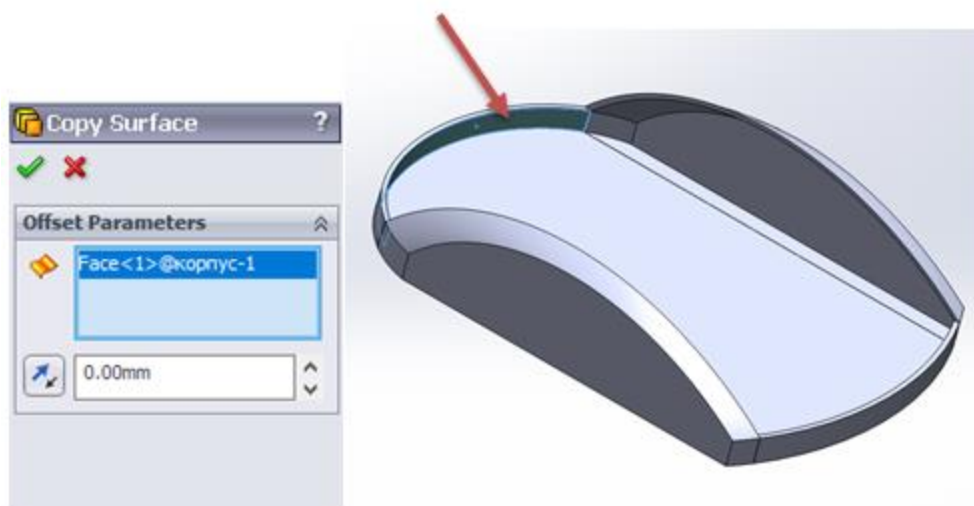 Copy Surface ?
Offset Parameters
Face<1>@корпус-1
0.00mm